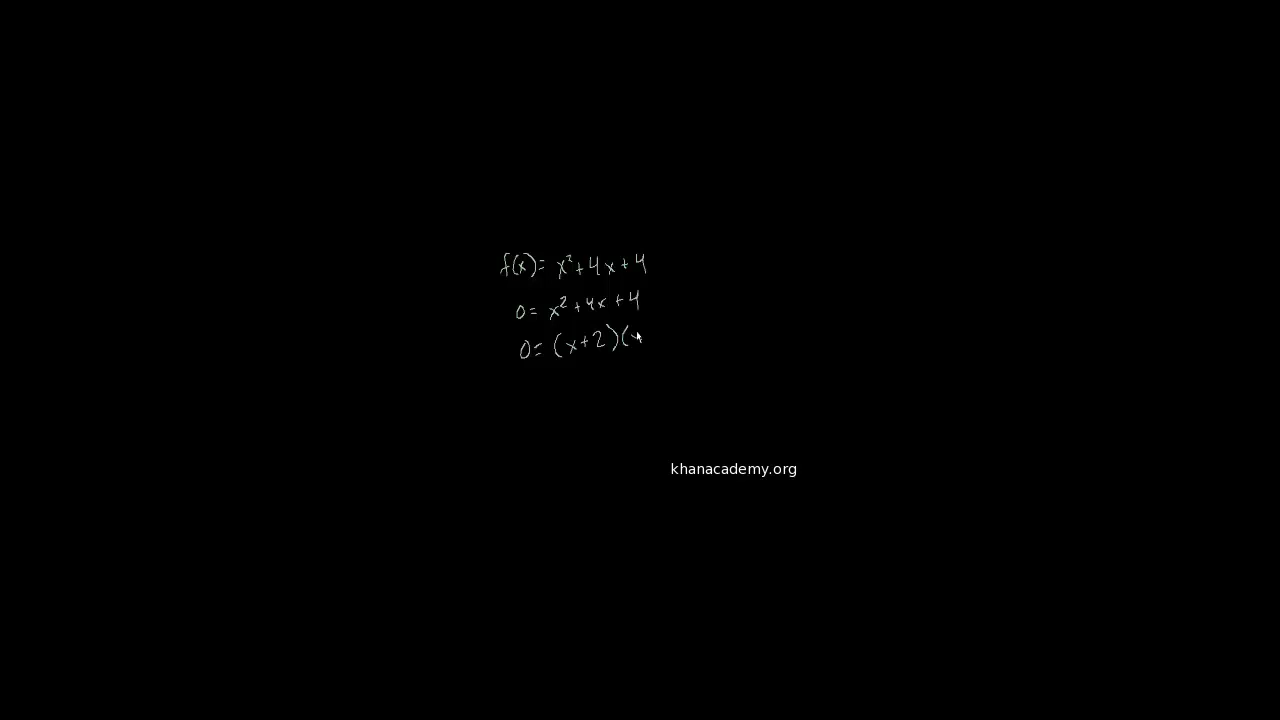 f(x) = x² + 4x + 4
0 = x² + 4x + 4
0 = (x+2)(
khanacademy.org